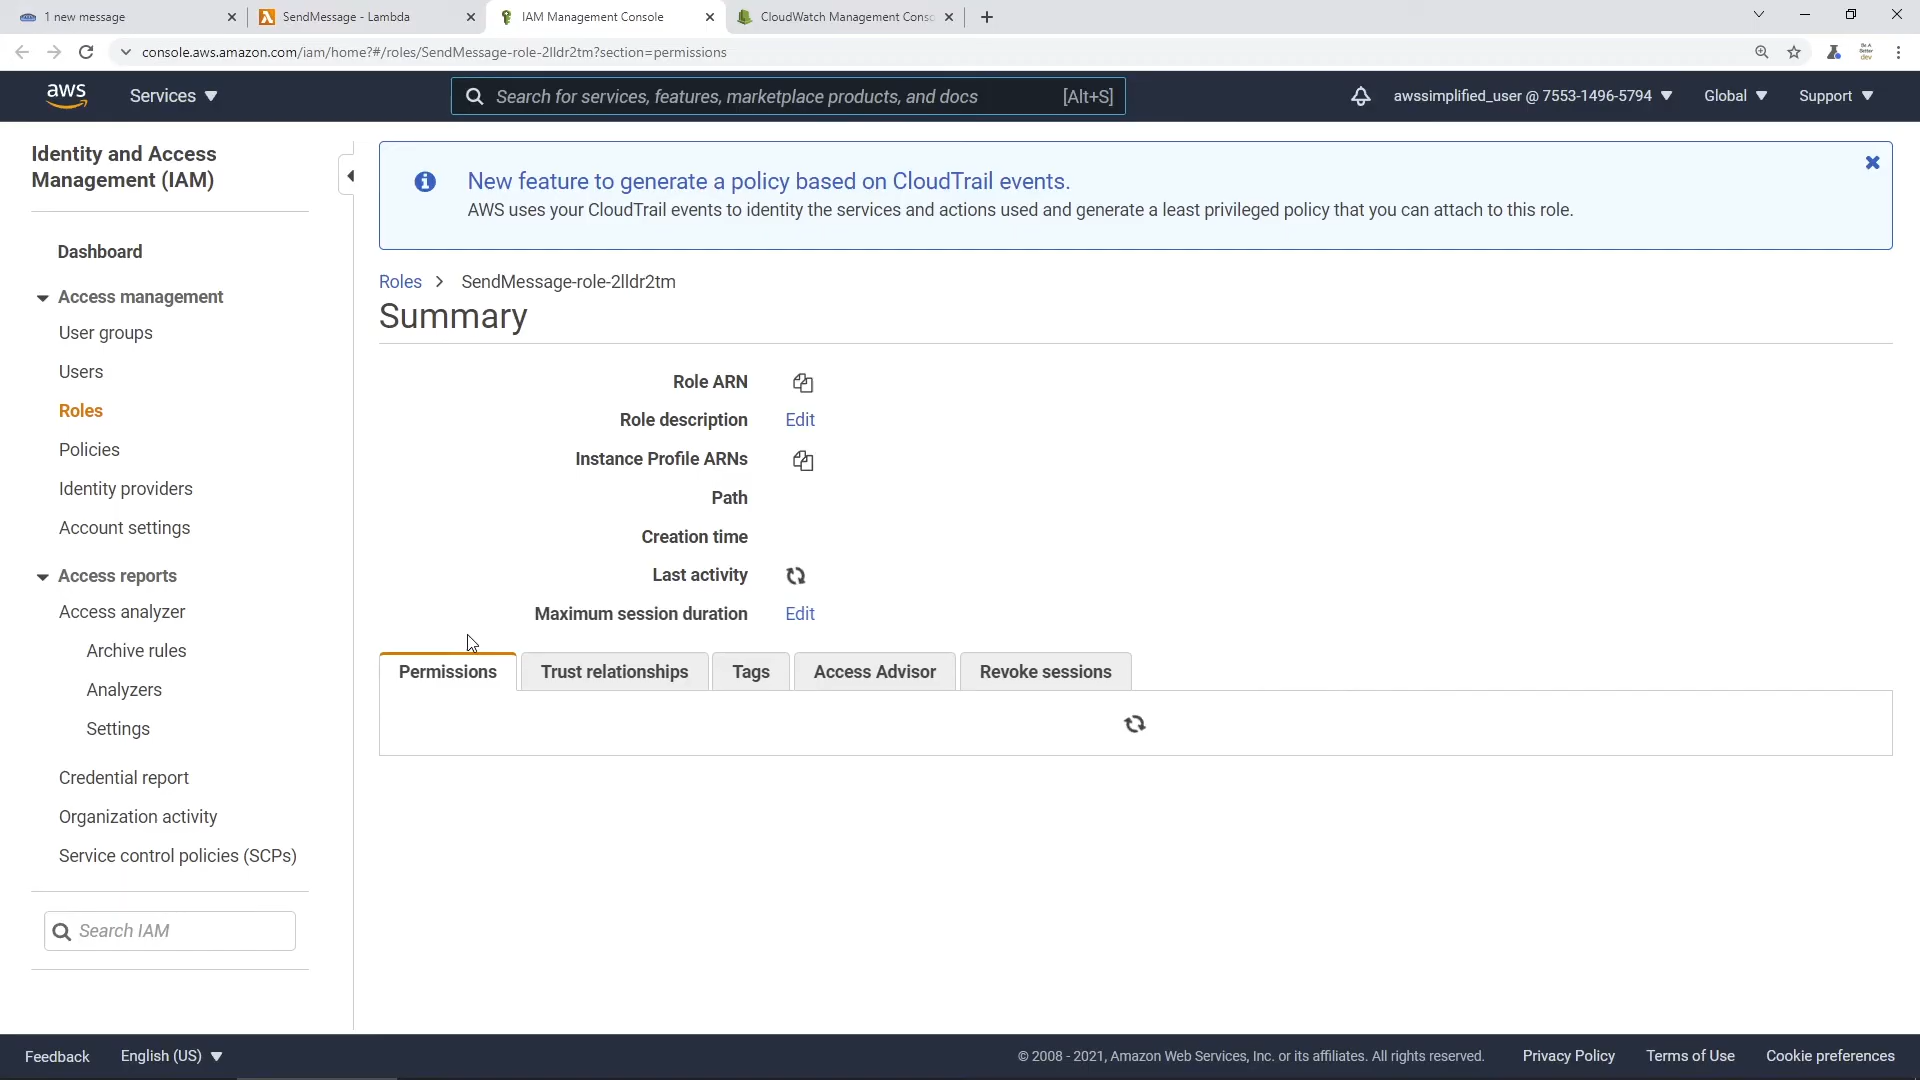 1 new message
SendMessage - Lambda
IAM Management Console
CloudWatch Management Conso
console.aws.amazon.com/iam/home?#/roles/SendMessage-role-2lldr2tm?section=permissions
Be A
Better
dev
aws
Services
Search for services, features, marketplace products, and docs
[Alt+S]
awssimplified_user @ 7553-1496-5794
Global
Support
Identity and Access
Management (IAM)
Dashboard
Access management
User groups
Users
Roles
Policies
Identity providers
Account settings
Access reports
Access analyzer
Archive rules
Analyzers
Settings
Credential report
Organization activity
Service control policies (SCPs)
Search IAM
New feature to generate a policy based on CloudTrail events.
AWS uses your CloudTrail events to identity the services and actions used and generate a least privileged policy that you can attach to this role.
Roles > SendMessage-role-2lldr2tm
Summary
Role ARN
Role description Edit
Instance Profile ARNs
Path
Creation time
Last activity
Maximum session duration Edit
Permissions
Trust relationships
Tags
Access Advisor
Revoke sessions
Feedback
English (US)
© 2008 - 2021, Amazon Web Services, Inc. or its affiliates. All rights reserved.
Privacy Policy
Terms of Use
Cookie preferences